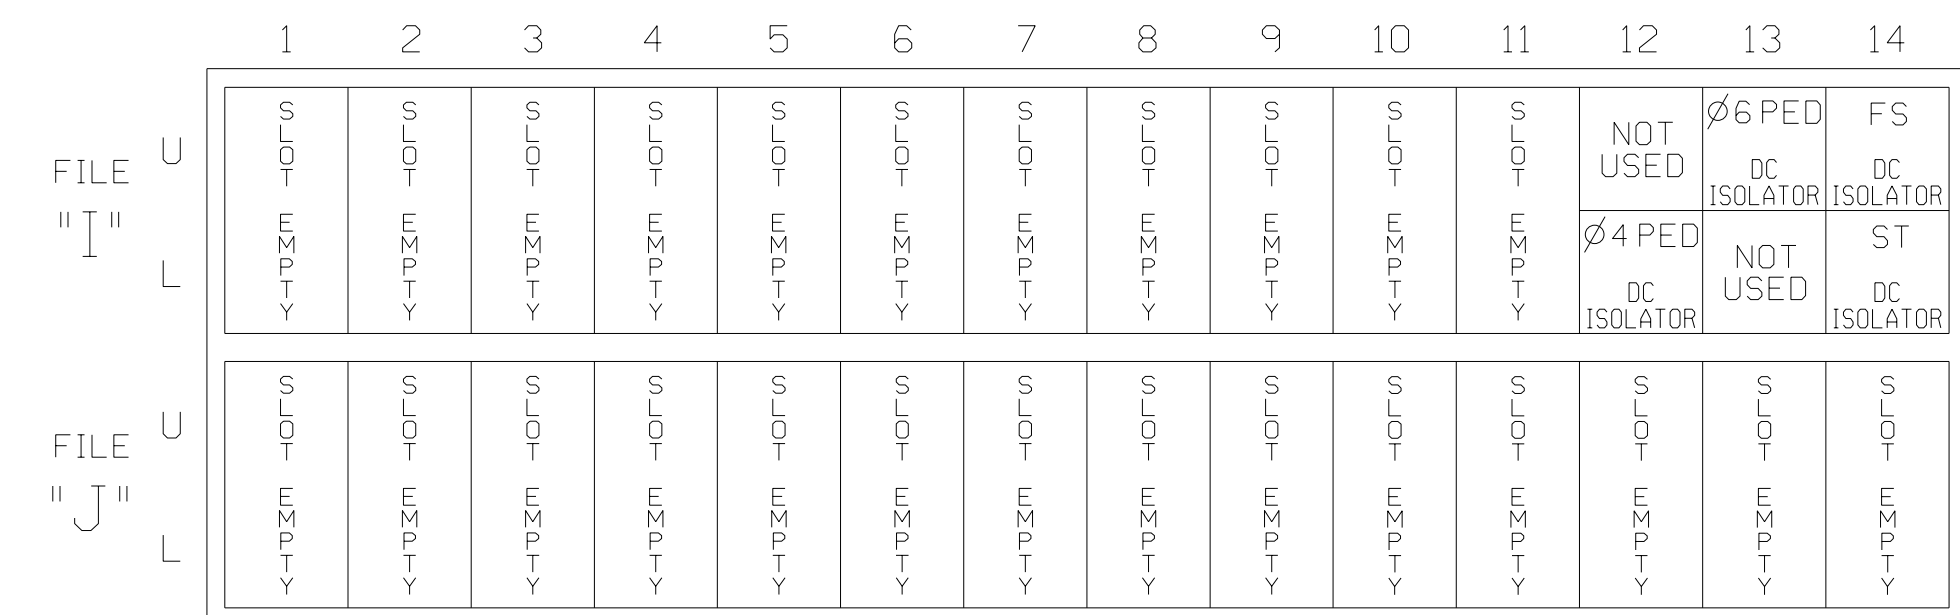 1 2 3 4 5 6 7 8 9 10 11 12 13 14
FILE "I"
U
SLOT EMPTY SLOT EMPTY SLOT EMPTY SLOT EMPTY SLOT EMPTY SLOT EMPTY SLOT EMPTY SLOT EMPTY SLOT EMPTY SLOT EMPTY SLOT EMPTY
NOT USED
Ø6 PED DC ISOLATOR
FS DC ISOLATOR
L
Ø4 PED DC ISOLATOR
NOT USED
ST DC ISOLATOR
FILE "J"
U
L
SLOT EMPTY SLOT EMPTY SLOT EMPTY SLOT EMPTY SLOT EMPTY SLOT EMPTY SLOT EMPTY SLOT EMPTY SLOT EMPTY SLOT EMPTY SLOT EMPTY SLOT EMPTY SLOT EMPTY SLOT EMPTY